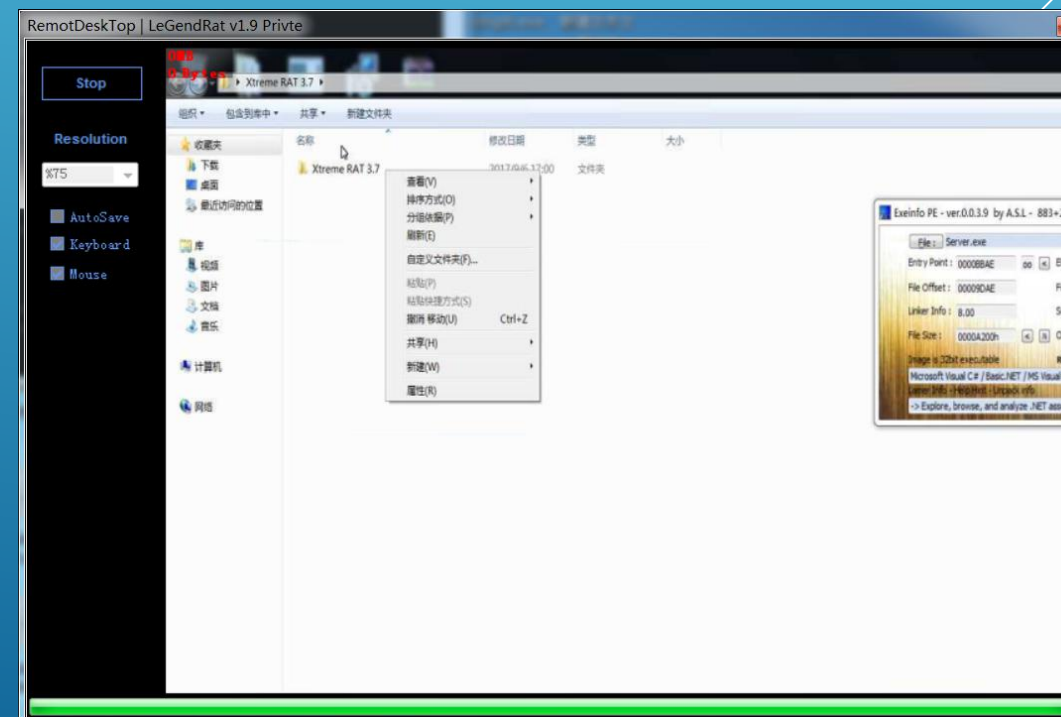 RemotDeskTop | LeGendRat v1.9 Privte
Stop
Resolution
%75
AutoSave
Keyboard
Mouse
Xtreme RAT 3.7
组织 包含到库中 共享 新建文件夹
收藏夹
下载
桌面
最近访问的位置
库
视频
图片
文档
音乐
计算机
网络
名称 修改日期 类型 大小
Xtreme RAT 3.7 2017/9/6 17:00 文件夹
查看(V)
排序方式(O)
分组依据(P)
刷新(E)
自定义文件夹(F)...
粘贴(P)
粘贴快捷方式(S)
撤消 移动(U) Ctrl+Z
共享(H)
新建(W)
属性(R)
Exeinfo PE - ver.0.0.3.9 by A.S.L - 883+
File : Server.exe
Entry Point : 0000BBAE oo <
File Offset : 00009DAE
Linker Info : 8.00
File Size : 0000A200h < N
Image is 32bit executable
Microsoft Visual C# / Basic.NET / MS Visual
-> Explore, browse, and analyze .NET ass